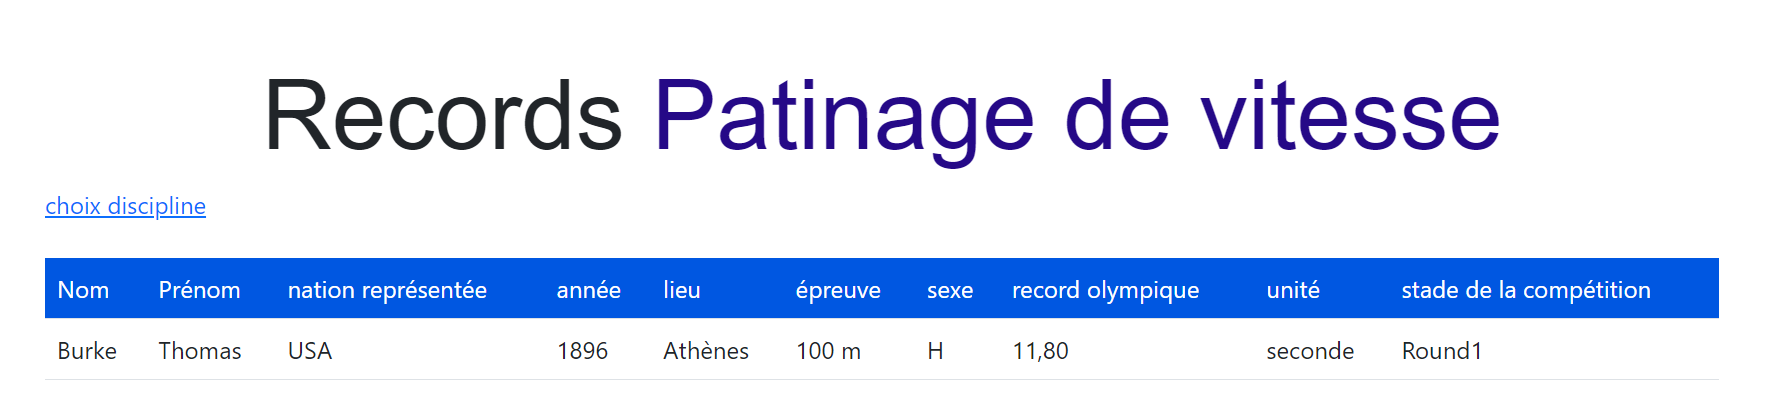 Records Patinage de vitesse
choix discipline
Nom Prénom nation représentée année lieu épreuve sexe record olympique unité stade de la compétition
Burke Thomas USA 1896 Athènes 100 m H 11,80 seconde Round1